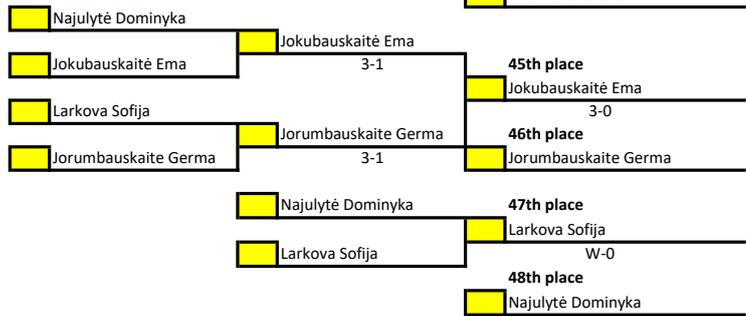 Najulytė Dominyka
Jokubauskaitė Ema
Jokubauskaitė Ema
3-1
45th place
Jokubauskaitė Ema
3-0
Larkova Sofija
Jorumbauskaite Germa
46th place
Jorumbauskaite Germa
3-1
Jorumbauskaite Germa
Najulytė Dominyka
47th place
Larkova Sofija
Larkova Sofija
W-0
48th place
Najulytė Dominyka